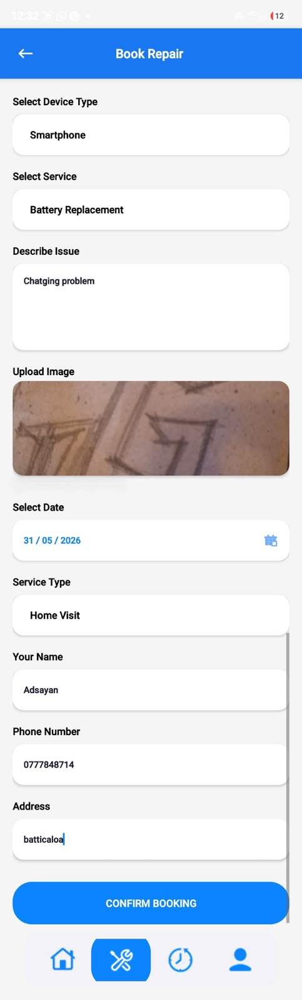 12:32
4G
12
Book Repair
Select Device Type
Smartphone
Select Service
Battery Replacement
Describe Issue
Chatging problem
Upload Image
Select Date
31 / 05 / 2026
Service Type
Home Visit
Your Name
Adsayan
Phone Number
0777848714
Address
batticaloa
CONFIRM BOOKING